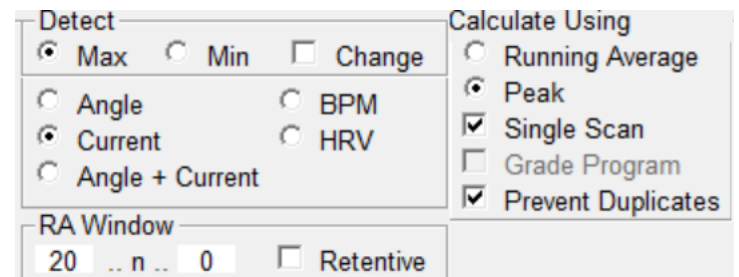 Detect
Max Min Change
Angle BPM
Current HRV
Angle + Current
RA Window
20 .. n .. 0 Retentive
Calculate Using
Running Average
Peak
Single Scan
Grade Program
Prevent Duplicates